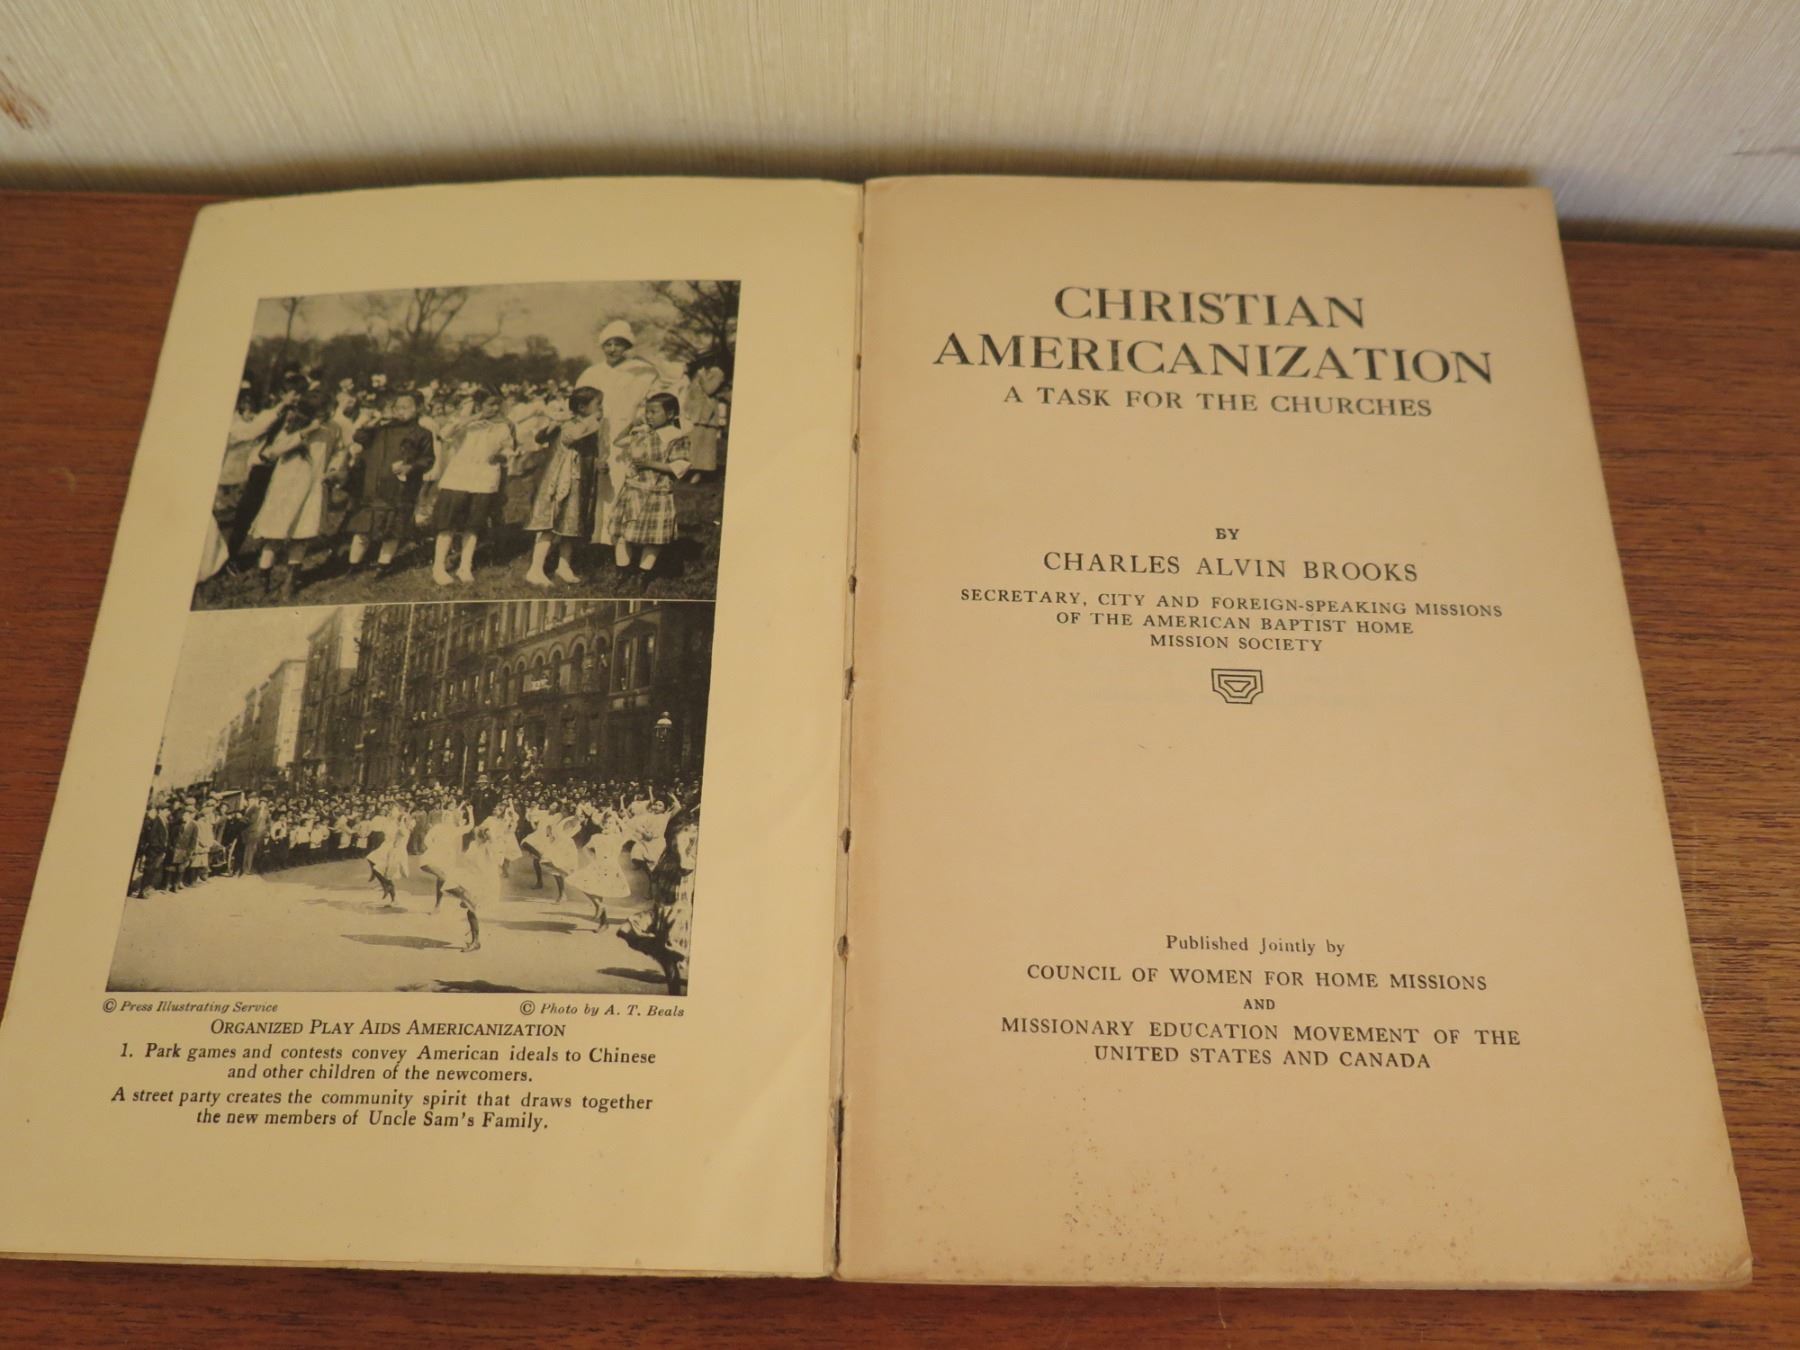 © Press Illustrating Service
© Photo by A. T. Beals
ORGANIZED PLAY AIDS AMERICANIZATION
1. Park games and contests convey American ideals to Chinese
and other children of the newcomers.
A street party creates the community spirit that draws together
the new members of Uncle Sam's Family.
CHRISTIAN
AMERICANIZATION
A TASK FOR THE CHURCHES
BY
CHARLES ALVIN BROOKS
SECRETARY, CITY AND FOREIGN-SPEAKING MISSIONS
OF THE AMERICAN BAPTIST HOME
MISSION SOCIETY
Published Jointly by
COUNCIL OF WOMEN FOR HOME MISSIONS
AND
MISSIONARY EDUCATION MOVEMENT OF THE
UNITED STATES AND CANADA